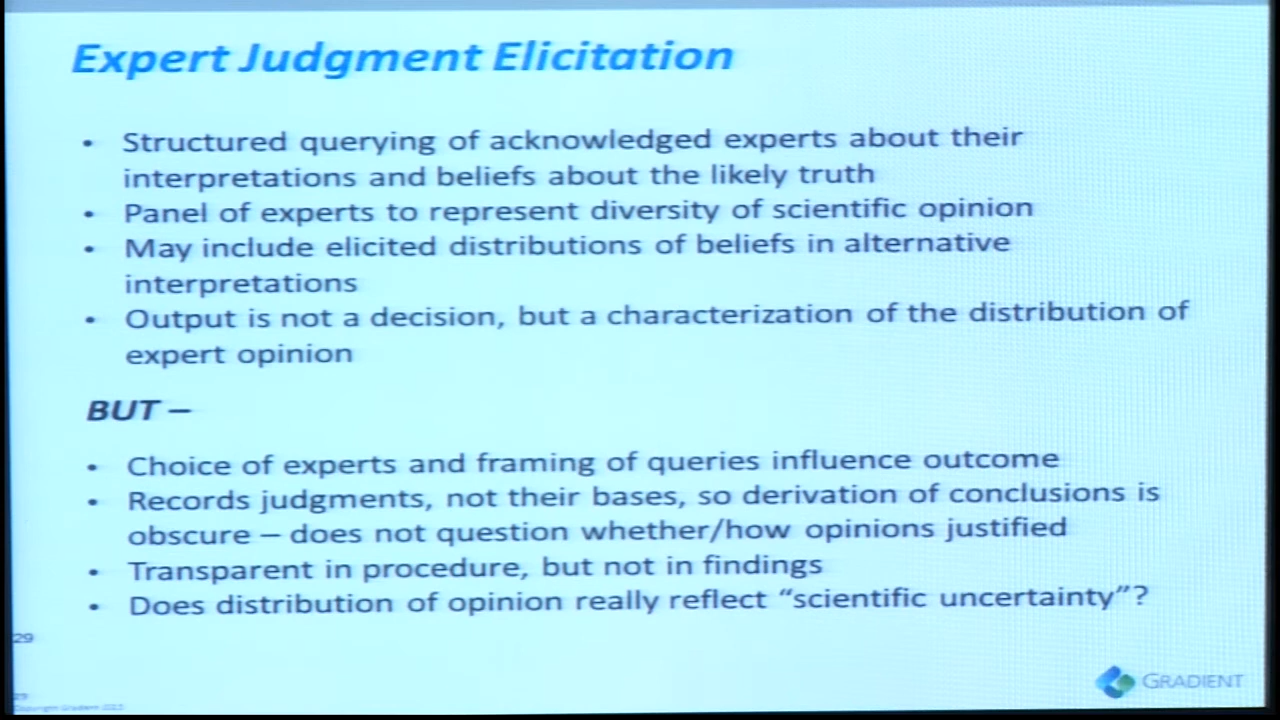 Expert Judgment Elicitation
• Structured querying of acknowledged experts about their
interpretations and beliefs about the likely truth
• Panel of experts to represent diversity of scientific opinion
• May include elicited distributions of beliefs in alternative
interpretations
• Output is not a decision, but a characterization of the distribution of
expert opinion
BUT –
• Choice of experts and framing of queries influence outcome
• Records judgments, not their bases, so derivation of conclusions is
obscure – does not question whether/how opinions justified
• Transparent in procedure, but not in findings
• Does distribution of opinion really reflect “scientific uncertainty”?
29
GRADIENT
Copyright Gradient